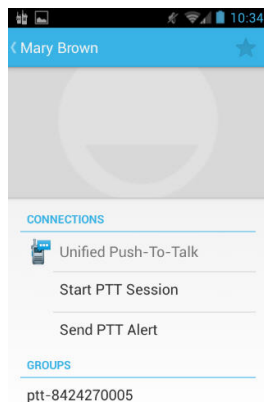 10:34
Mary Brown
CONNECTIONS
Unified Push-To-Talk
Start PTT Session
Send PTT Alert
GROUPS
ptt-8424270005